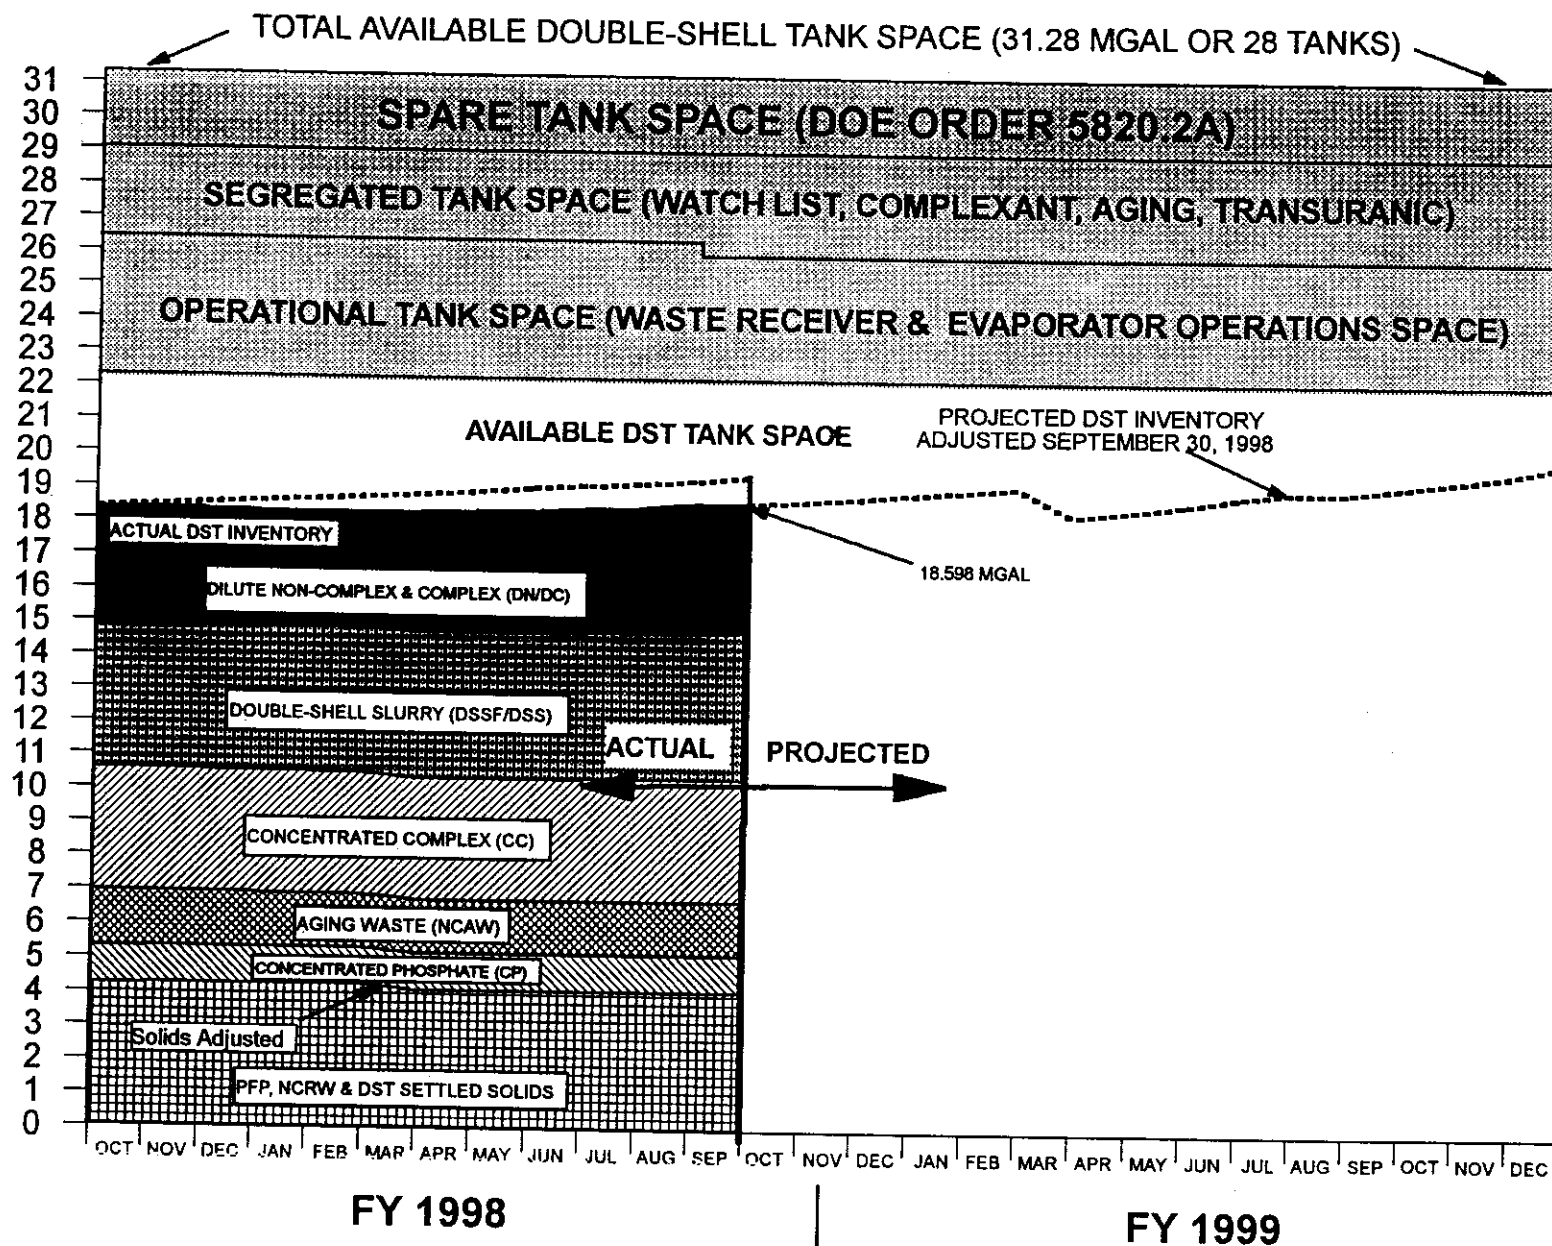 TOTAL AVAILABLE DOUBLE-SHELL TANK SPACE (31.28 MGAL OR 28 TANKS)
31
30
29
28
27
26
25
24
23
22
21
20
19
18
17
16
15
14
13
12
11
10
9
8
7
6
5
4
3
2
1
0
SPARE TANK SPACE (DOE ORDER 5820.2A)
SEGREGATED TANK SPACE (WATCH LIST, COMPLEXANT, AGING, TRANSURANIC)
OPERATIONAL TANK SPACE (WASTE RECEIVER & EVAPORATOR OPERATIONS SPACE)
AVAILABLE DST TANK SPACE
PROJECTED DST INVENTORY
ADJUSTED SEPTEMBER 30, 1998
ACTUAL DST INVENTORY
18.598 MGAL
DILUTE NON-COMPLEX & COMPLEX (DN/DC)
DOUBLE-SHELL SLURRY (DSSF/DSS)
ACTUAL
PROJECTED
CONCENTRATED COMPLEX (CC)
AGING WASTE (NCAW)
CONCENTRATED PHOSPHATE (CP)
Solids Adjusted
PFP, NCRW & DST SETTLED SOLIDS
OCT NOV DEC JAN FEB MAR APR MAY JUN JUL AUG SEP OCT NOV DEC JAN FEB MAR APR MAY JUN JUL AUG SEP OCT NOV DEC
FY 1998
FY 1999